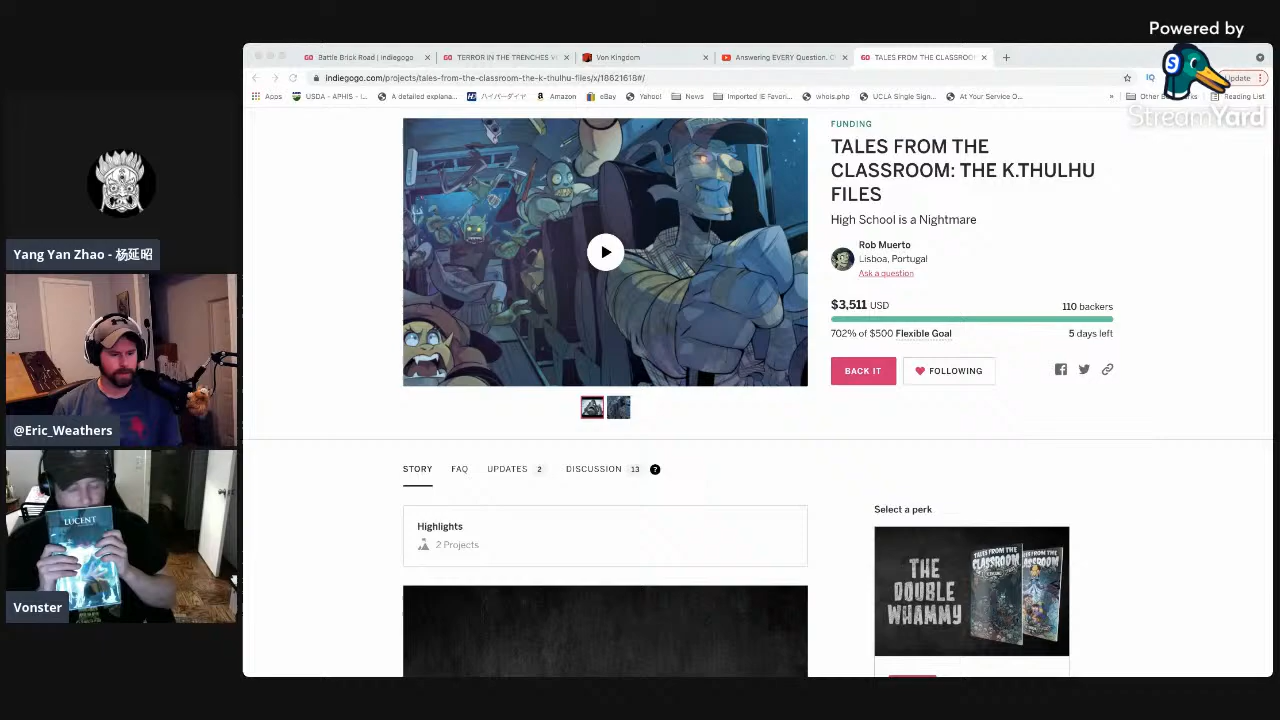 Powered by
StreamYard
Battle Brick Road | Indiegogo
TERROR IN THE TRENCHES V
Von Kingdom
Answering EVERY Question.
TALES FROM THE CLASSROOM
indiegogo.com/projects/tales-from-the-classroom-the-k-thulhu-files/x/18621618#/
IQ
Update
Apps
USDA - APHIS - I
A detailed explana...
ハイパーダイヤ
Amazon
eBay
Yahoo!
News
Imported IE Favori...
whois.php
UCLA Single Sign...
At Your Service O...
»
Reading List
FUNDING
TALES FROM THE
CLASSROOM: THE K.THULHU
FILES
High School is a Nightmare
Rob Muerto
Lisboa, Portugal
Ask a question
$3,511 USD
110 backers
702% of $500 Flexible Goal
5 days left
BACK IT
FOLLOWING
STORY
FAQ
UPDATES 2
DISCUSSION 13
?
Highlights
2 Projects
Select a perk
THE
DOUBLE
WHAMMY
TALES FROM THE
CLASSROOM
Yang Yan Zhao - 杨延昭
@Eric_Weathers
LUCENT
Vonster